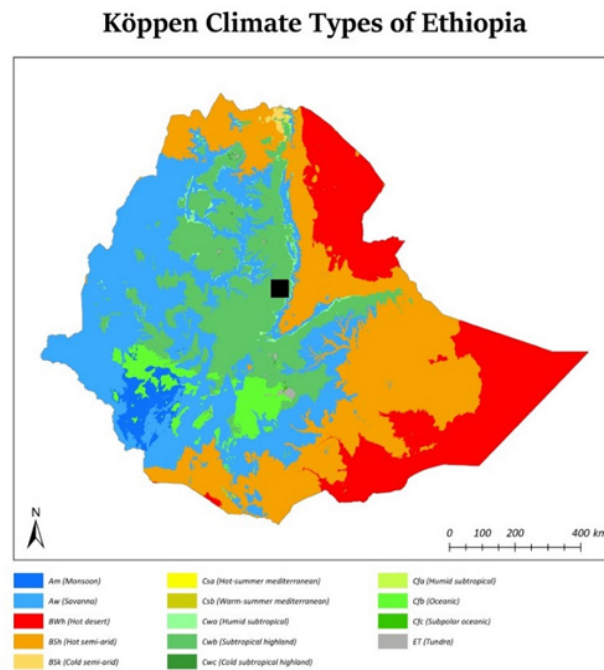 Köppen Climate Types of Ethiopia
N
0 100 200 400 km
Am (Monsoon)
Aw (Savanna)
BWh (Hot desert)
BSh (Hot semi-arid)
BSk (Cold semi-arid)
Csa (Hot-summer mediterranean)
Csb (Warm-summer mediterranean)
Cwa (Humid subtropical)
Cwb (Subtropical highland)
Cwc (Cold subtropical highland)
Cfa (Humid subtropical)
Cfb (Oceanic)
Cfc (Subpolar oceanic)
ET (Tundra)